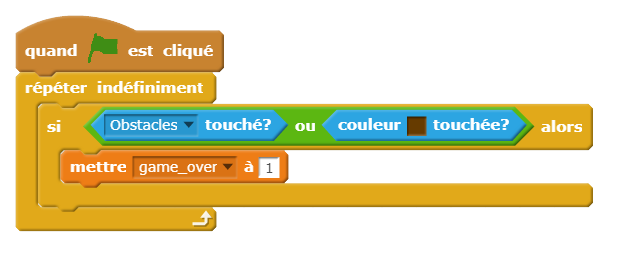 quand est cliqué
répéter indéfiniment
si Obstacles touché? ou couleur touchée? alors
mettre game_over à 1